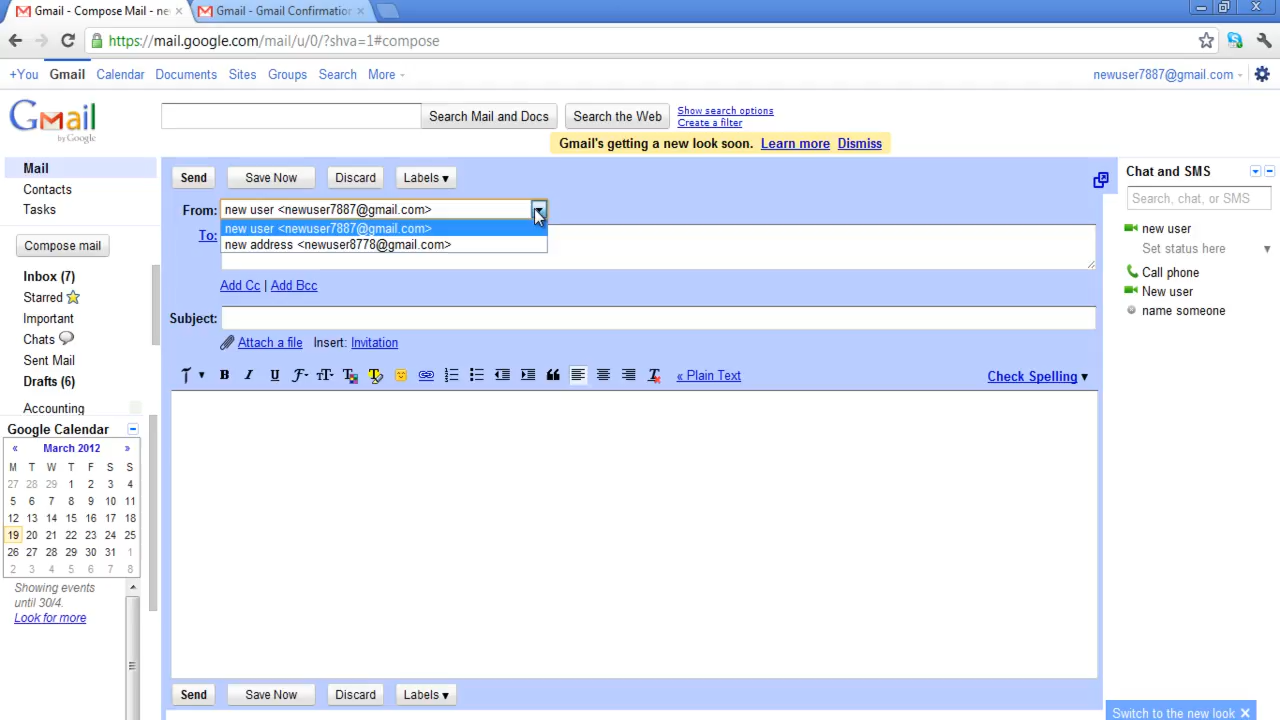 Gmail - Compose Mail - ne
Gmail - Gmail Confirmation
https://mail.google.com/mail/u/0/?shva=1#compose
+You Gmail Calendar Documents Sites Groups Search More
newuser7887@gmail.com
Gmail
by Google
Search Mail and Docs
Search the Web
Show search options
Create a filter
Gmail's getting a new look soon. Learn more Dismiss
Mail
Contacts
Tasks
Compose mail
Inbox (7)
Starred
Important
Chats
Sent Mail
Drafts (6)
Accounting
Google Calendar
« March 2012 »
M T W T F S S
27 28 29 1 2 3 4
5 6 7 8 9 10 11
12 13 14 15 16 17 18
19 20 21 22 23 24 25
26 27 28 29 30 31 1
2 3 4 5 6 7 8
Showing events
until 30/4.
Look for more
Send Save Now Discard Labels
From: new user <newuser7887@gmail.com>
new user <newuser7887@gmail.com>
new address <newuser8778@gmail.com>
To:
Add Cc | Add Bcc
Subject:
Attach a file Insert: Invitation
B I U « Plain Text Check Spelling
Send Save Now Discard Labels
Chat and SMS
Search, chat, or SMS
new user
Set status here
Call phone
New user
name someone
Switch to the new look